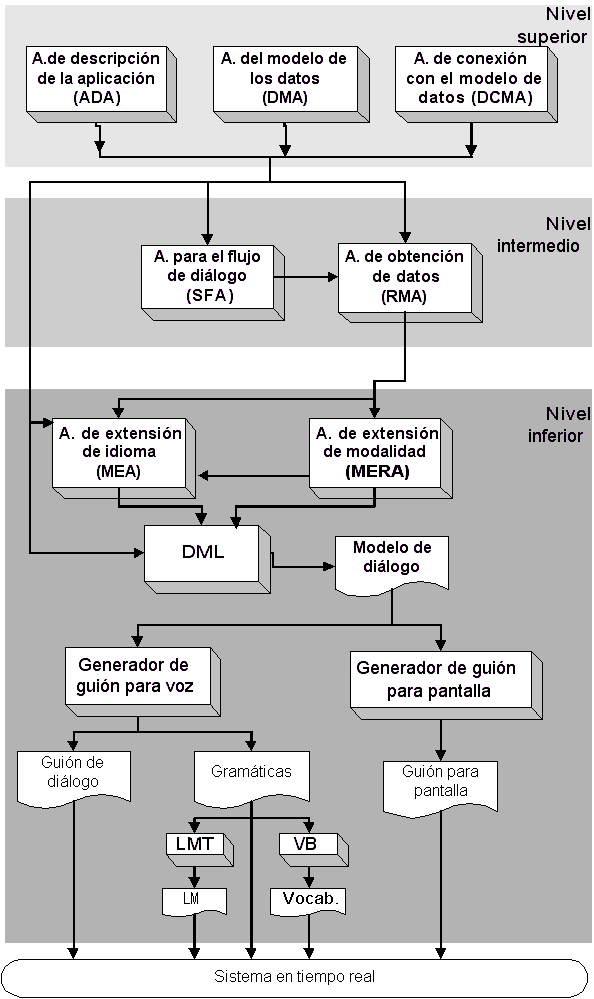 Nivel
superior
A.de descripción
de la aplicación
(ADA)
A. del modelo de
los datos
(DMA)
A. de conexión
con el modelo de
datos (DCMA)
Nivel
intermedio
A. para el flujo
de diálogo
(SFA)
A. de obtención
de datos
(RMA)
Nivel
inferior
A. de extensión
de idioma
(MEA)
A. de extensión
de modalidad
(MERA)
DML
Modelo de
diálogo
Generador de
guión para voz
Generador de guión
para pantalla
Guión de
diálogo
Gramáticas
Guión para
pantalla
LMT
VB
LM
Vocab.
Sistema en tiempo real